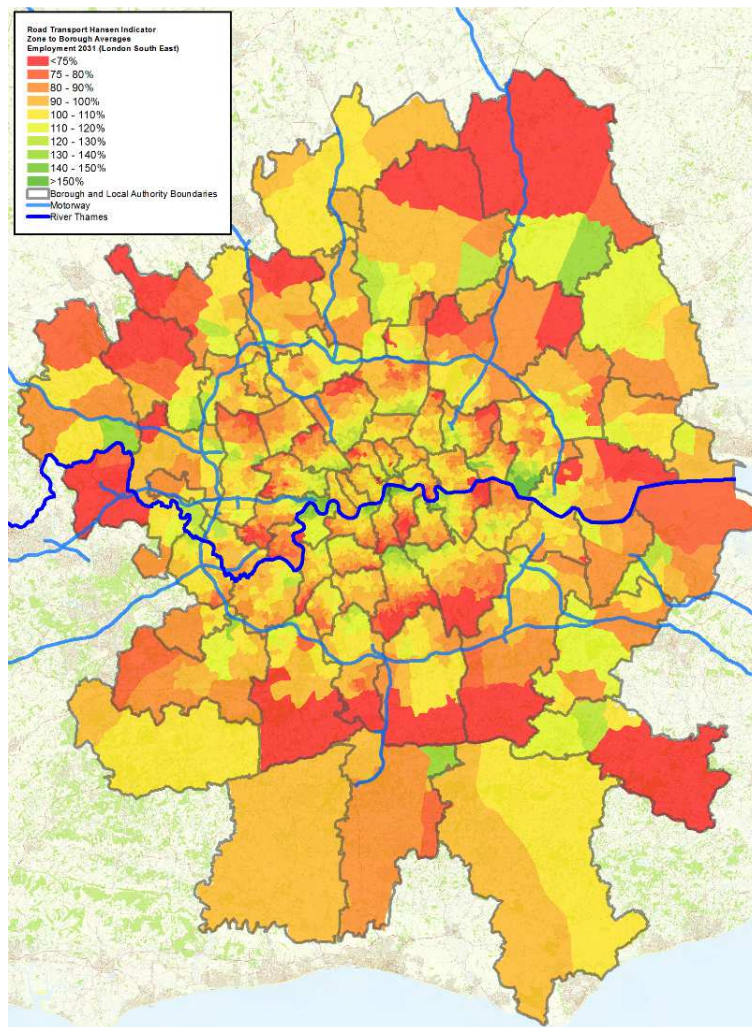 Road Transport Hansen Indicator
Zone to Borough Averages
Employment 2031 (London South East)
<75%
75 - 80%
80 - 90%
90 - 100%
100 - 110%
110 - 120%
120 - 130%
130 - 140%
140 - 150%
>150%
Borough and Local Authority Boundaries
Motorway
River Thames